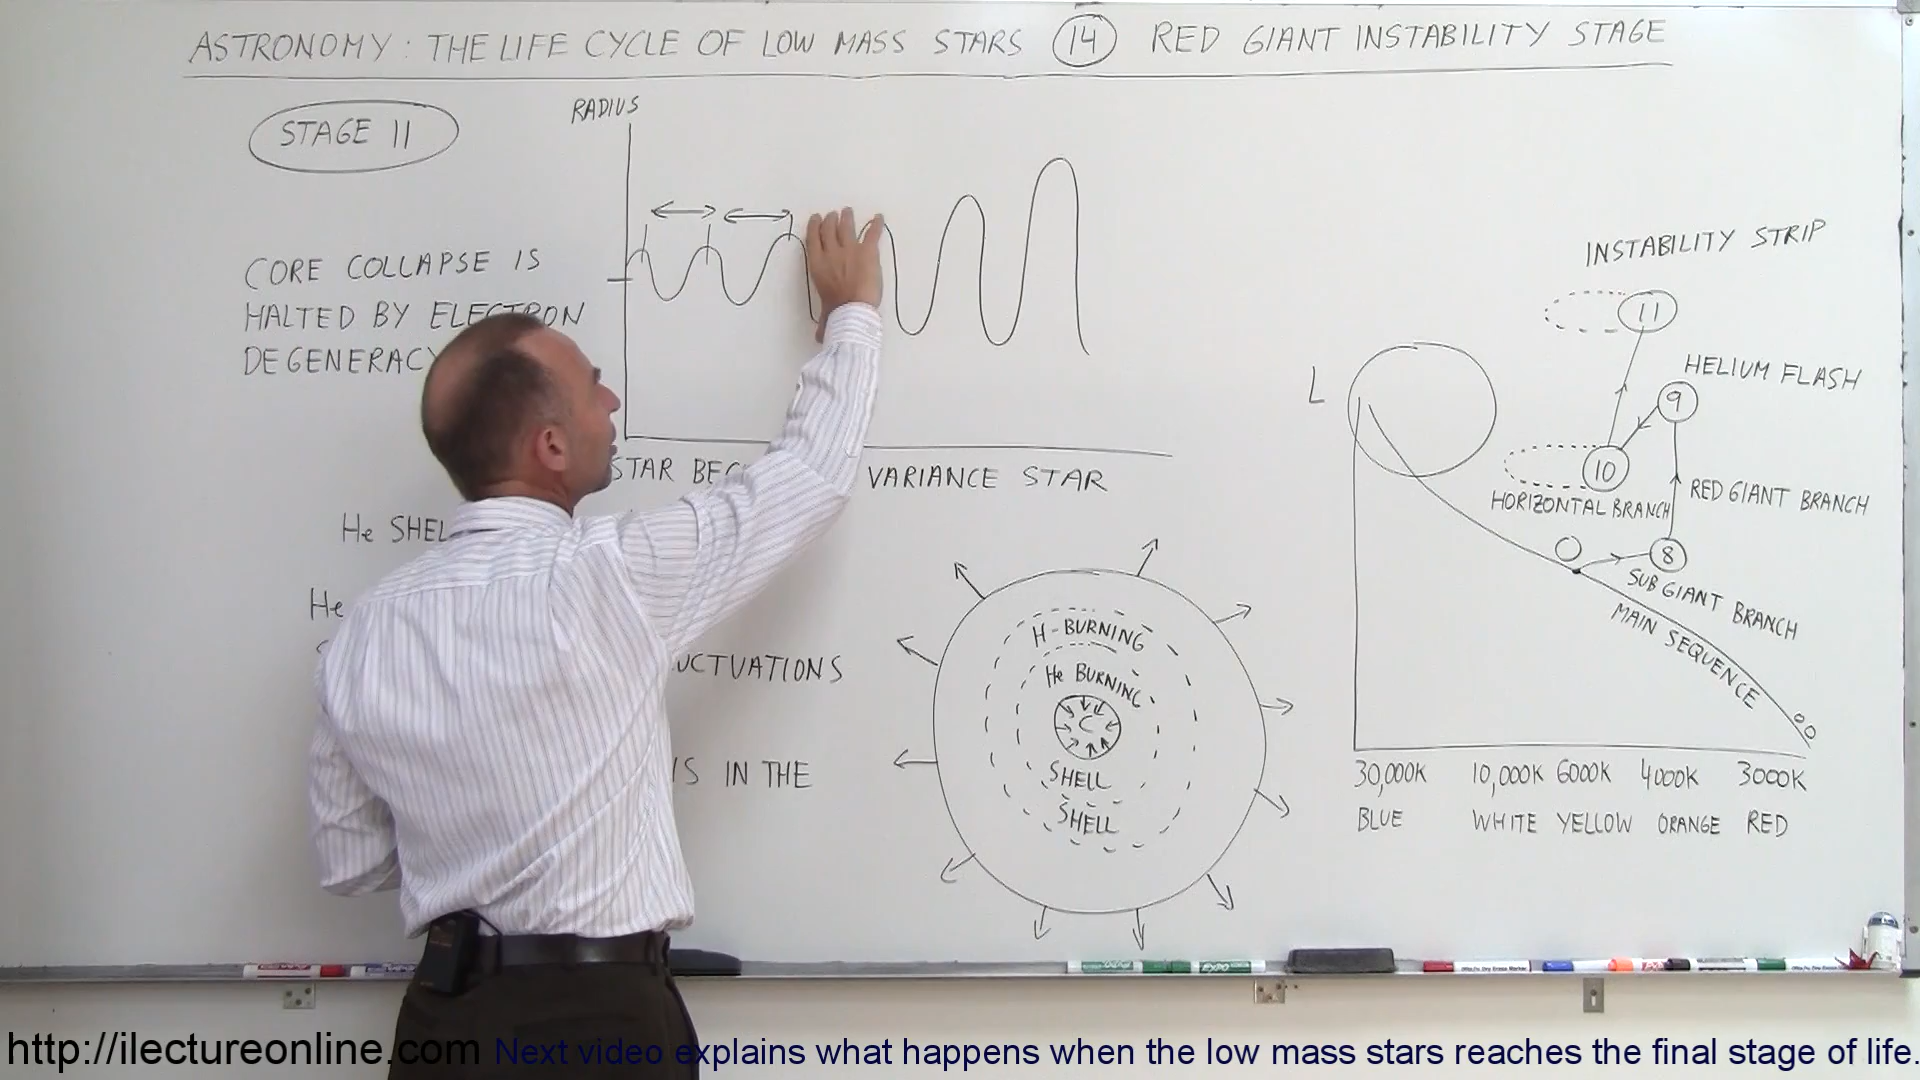 ASTRONOMY: THE LIFE CYCLE OF LOW MASS STARS 14 RED GIANT INSTABILITY STAGE
STAGE 11
CORE COLLAPSE IS
HALTED BY ELECTRON
DEGENERACY
RADIUS
STAR VARIANCE STAR
He SHEL
He
UCTUATIONS
IS IN THE
H-BURNING
He BURNING
C
SHELL
SHELL
INSTABILITY STRIP
11
HELIUM FLASH
9
L
10
HORIZONTAL BRANCH
RED GIANT BRANCH
8
SUB GIANT BRANCH
MAIN SEQUENCE
30,000K 10,000K 6000K 4000K 3000K
BLUE WHITE YELLOW ORANGE RED
EXPO
http://ilectureonline.com Next video explains what happens when the low mass stars reaches the final stage of life.